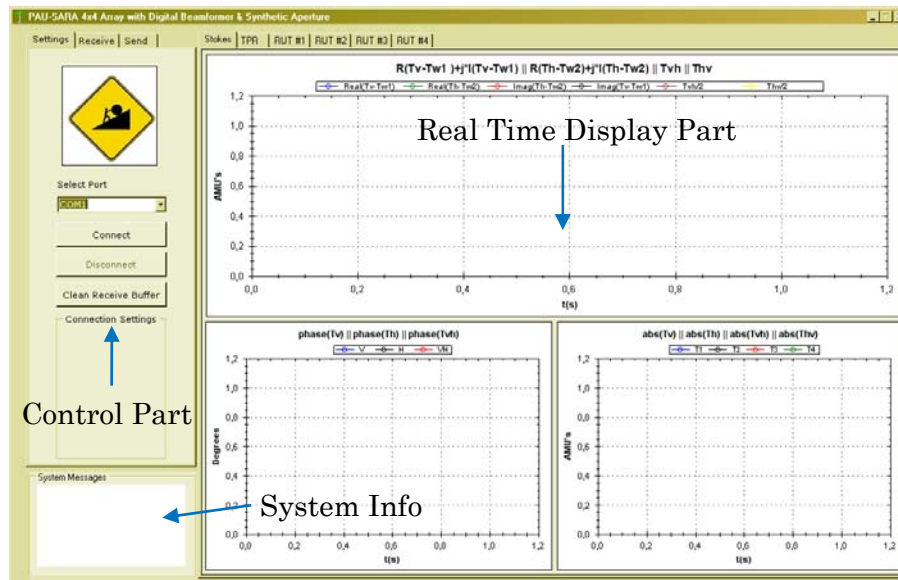 PAU-SARA 4x4 Array with Digital Beamformer & Synthetic Aperture
Settings Receive Send
Stokes TPR RUT #1 RUT #2 RUT #3 RUT #4
Select Port
COM1
Connect
Disconnect
Clean Receive Buffer
Connection Settings
Control Part
System Messages
System Info
R(Tv-Tw1 )+j*I(Tv-Tw1) || R(Th-Tw2)+j*I(Th-Tw2) || Tvh || Thv
Real(Tv-Tw1) Real(Th-Tw2) Imag(Th-Tw2) Imag(Tv-Tw1) Tvh/2 Thv/2
Real Time Display Part
AMU's
1,2
1,0
0,8
0,6
0,4
0,2
0,0
0,0 0,2 0,4 0,6 0,8 1,0 1,2
t(s)
phase(Tv) || phase(Th) || phase(Tvh)
V H VH
Degrees
1,2
1,0
0,8
0,6
0,4
0,2
0,0
0,0 0,2 0,4 0,6 0,8 1,0 1,2
t(s)
abs(Tv) || abs(Th) || abs(Tvh) || abs(Thv)
T1 T2 T3 T4
AMU's
1,2
1,0
0,8
0,6
0,4
0,2
0,0
0,0 0,2 0,4 0,6 0,8 1,0 1,2
t(s)